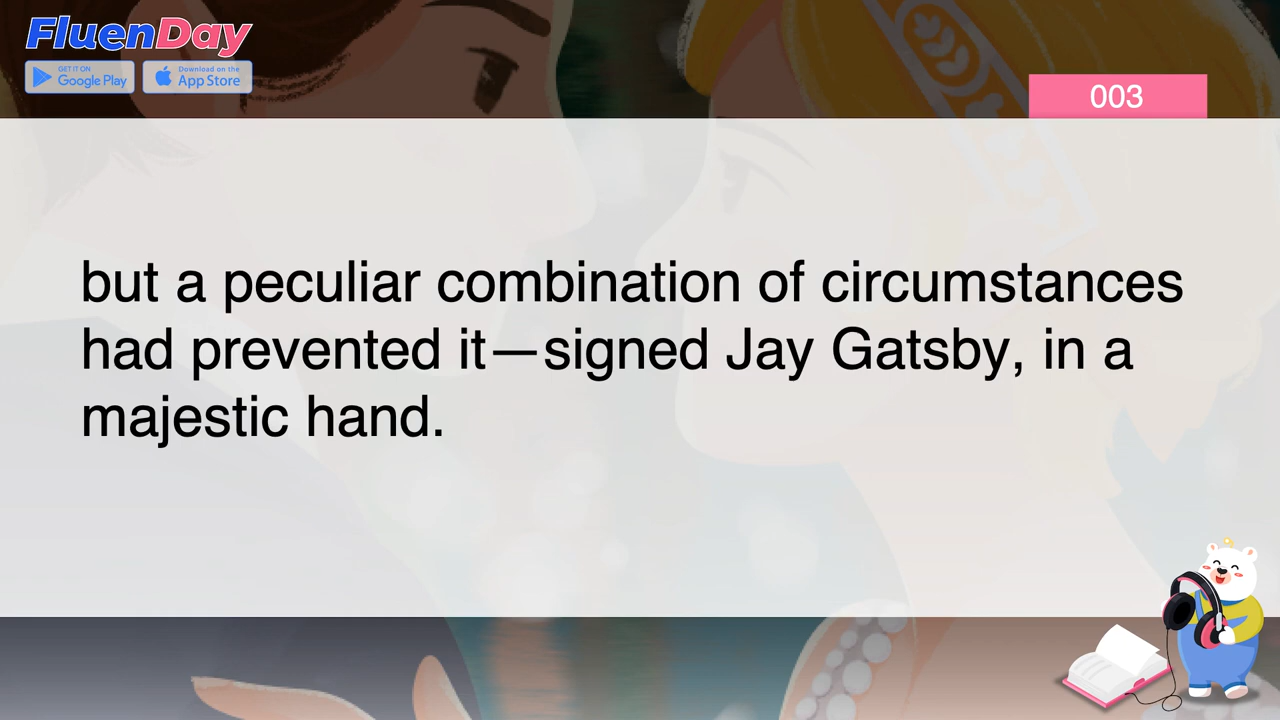 FluenDay
GET IT ON
Google Play
Download on the
App Store
003
but a peculiar combination of circumstances
had prevented it—signed Jay Gatsby, in a
majestic hand.